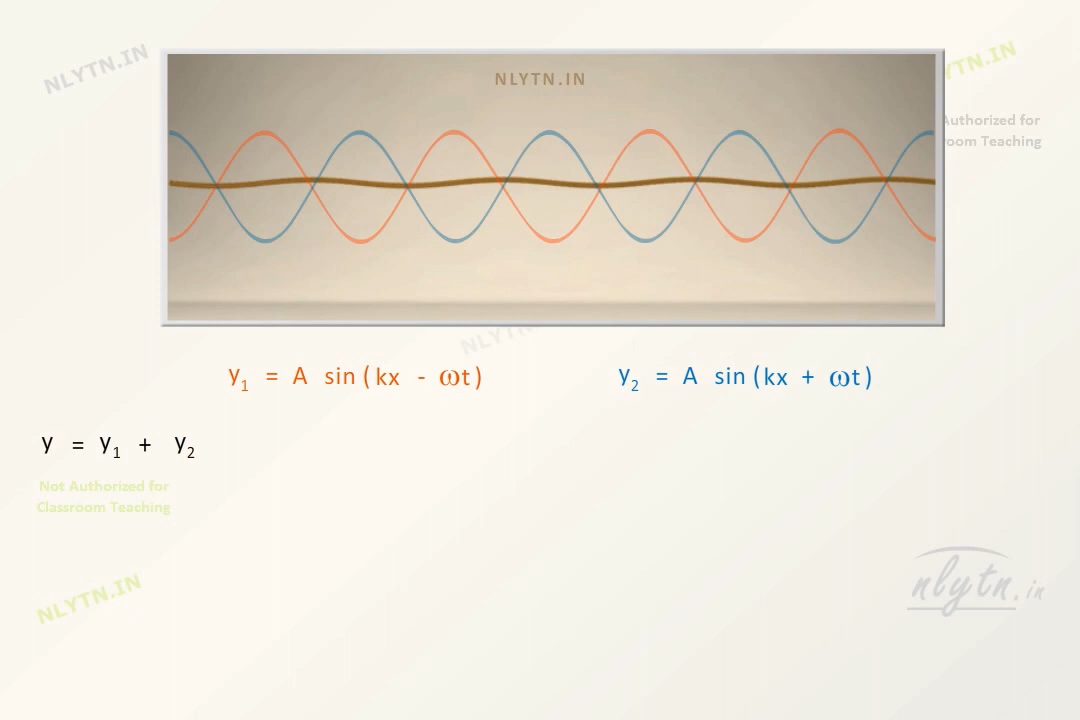 NLYTN.IN
NLYTN.IN
YTN.IN
Authorized for
room Teaching
NLYTN.
y1 = A sin(kx - ωt)
y2 = A sin(kx + ωt)
y = y1 + y2
Not Authorized for
Classroom Teaching
NLYTN.IN
nlytn.in